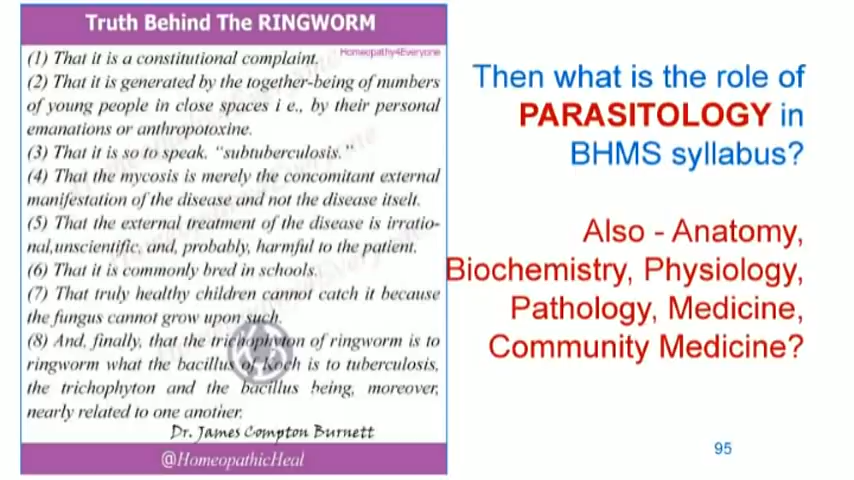 Truth Behind The RINGWORM
Homeopathy4Everyone
(1) That it is a constitutional complaint.
(2) That it is generated by the together-being of numbers
of young people in close spaces i e., by their personal
emanations or anthropotoxine.
(3) That it is so to speak. "subtuberculosis."
(4) That the mycosis is merely the concomitant external
manifestation of the disease and not the disease itselt.
(5) That the external treatment of the disease is irratio-
nal,unscientific, and, probably, harmful to the patient.
(6) That it is commonly bred in schools.
(7) That truly healthy children cannot catch it because
the fungus cannot grow upon such.
(8) And, finally, that the trichophyton of ringworm is to
ringworm what the bacillus of Koch is to tuberculosis,
the trichophyton and the bacillus being, moreover,
nearly related to one another.
Dr. James Compton Burnett
@HomeopathicHeal
Then what is the role of
PARASITOLOGY in
BHMS syllabus?
Also - Anatomy,
Biochemistry, Physiology,
Pathology, Medicine,
Community Medicine?
95